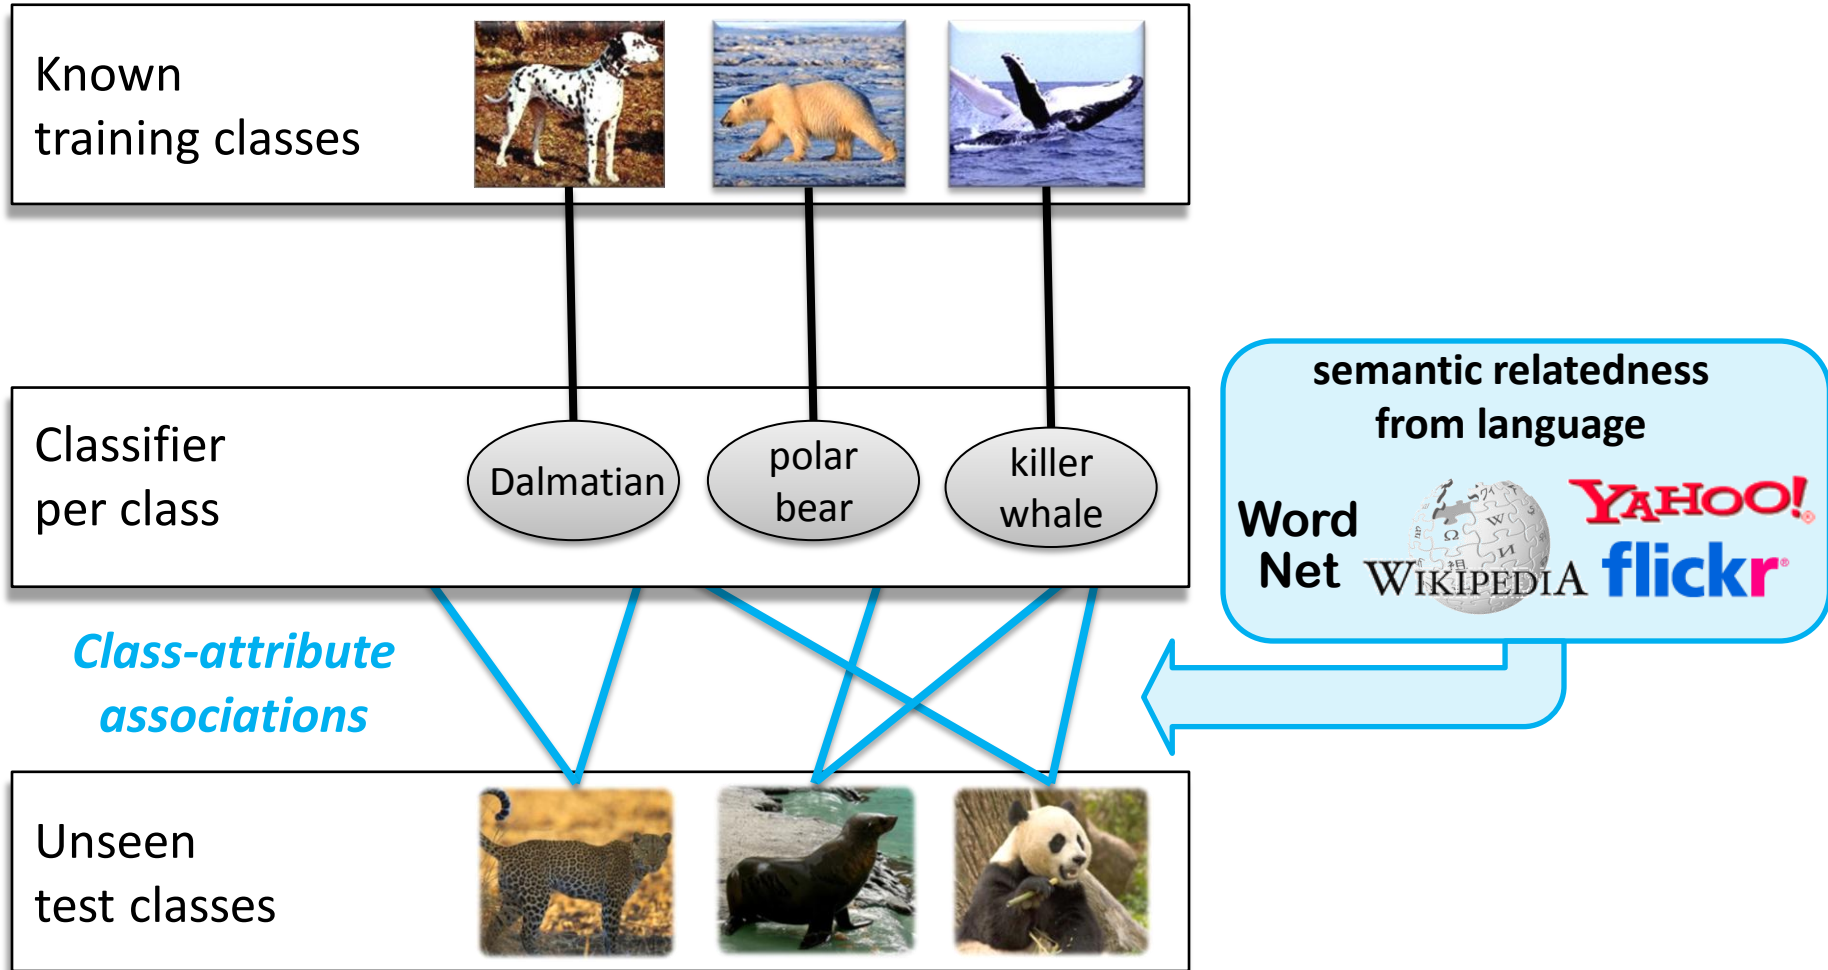 Known
training classes
Classifier
per class
Dalmatian
polar
bear
killer
whale
semantic relatedness
from language
Word
Net
WIKIPEDIA
YAHOO!
flickr
Class-attribute
associations
Unseen
test classes